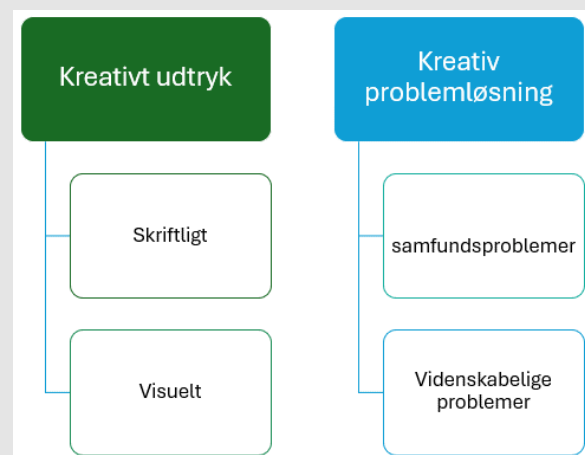 Kreativt udtryk
Skriftligt
Visuelt
Kreativ
problemløsning
samfundsproblemer
Videnskabelige
problemer